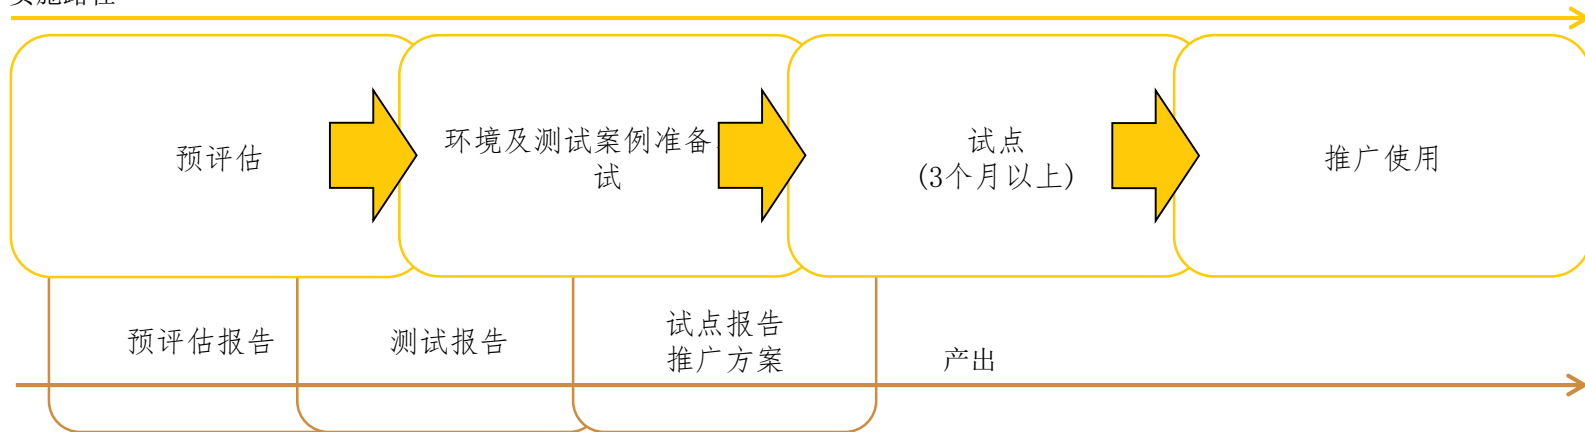 预评估
环境及测试案例准备
试
试点
(3个月以上)
推广使用
预评估报告
测试报告
试点报告
推广方案
产出